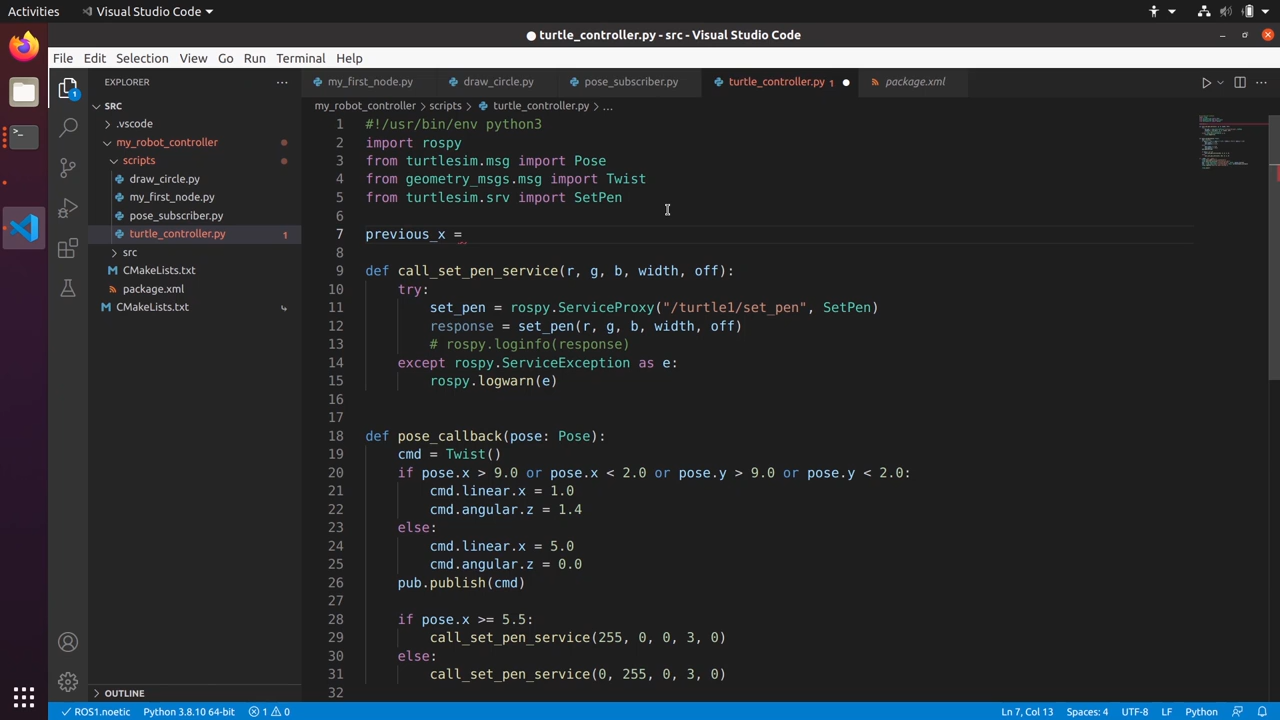 Activities
Visual Studio Code
turtle_controller.py - src - Visual Studio Code
File Edit Selection View Go Run Terminal Help
EXPLORER
my_first_node.py
draw_circle.py
pose_subscriber.py
turtle_controller.py 1
package.xml
my_robot_controller > scripts > turtle_controller.py > ...
1
SRC
.vscode
my_robot_controller
scripts
draw_circle.py
my_first_node.py
pose_subscriber.py
turtle_controller.py 1
src
CMakeLists.txt
package.xml
CMakeLists.txt
OUTLINE
1 #!/usr/bin/env python3
2 import rospy
3 from turtlesim.msg import Pose
4 from geometry_msgs.msg import Twist
5 from turtlesim.srv import SetPen
6
7 previous_x =
8
9 def call_set_pen_service(r, g, b, width, off):
10 try:
11 set_pen = rospy.ServiceProxy("/turtle1/set_pen", SetPen)
12 response = set_pen(r, g, b, width, off)
13 # rospy.loginfo(response)
14 except rospy.ServiceException as e:
15 rospy.logwarn(e)
16
17
18 def pose_callback(pose: Pose):
19 cmd = Twist()
20 if pose.x > 9.0 or pose.x < 2.0 or pose.y > 9.0 or pose.y < 2.0:
21 cmd.linear.x = 1.0
22 cmd.angular.z = 1.4
23 else:
24 cmd.linear.x = 5.0
25 cmd.angular.z = 0.0
26 pub.publish(cmd)
27
28 if pose.x >= 5.5:
29 call_set_pen_service(255, 0, 0, 3, 0)
30 else:
31 call_set_pen_service(0, 255, 0, 3, 0)
32
ROS1.noetic Python 3.8.10 64-bit 1 0 Ln 7, Col 13 Spaces: 4 UTF-8 LF Python